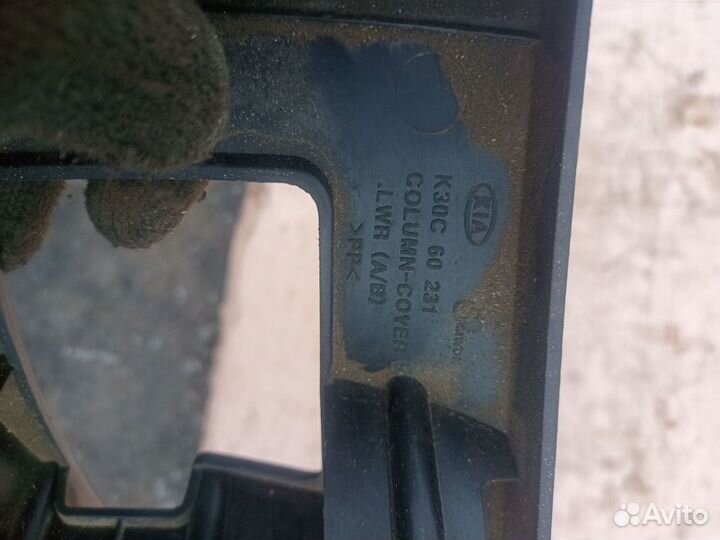 KIA
K30C 60 231
COLUMN-COVER
.LWR (A/B)
>PP<
Avito